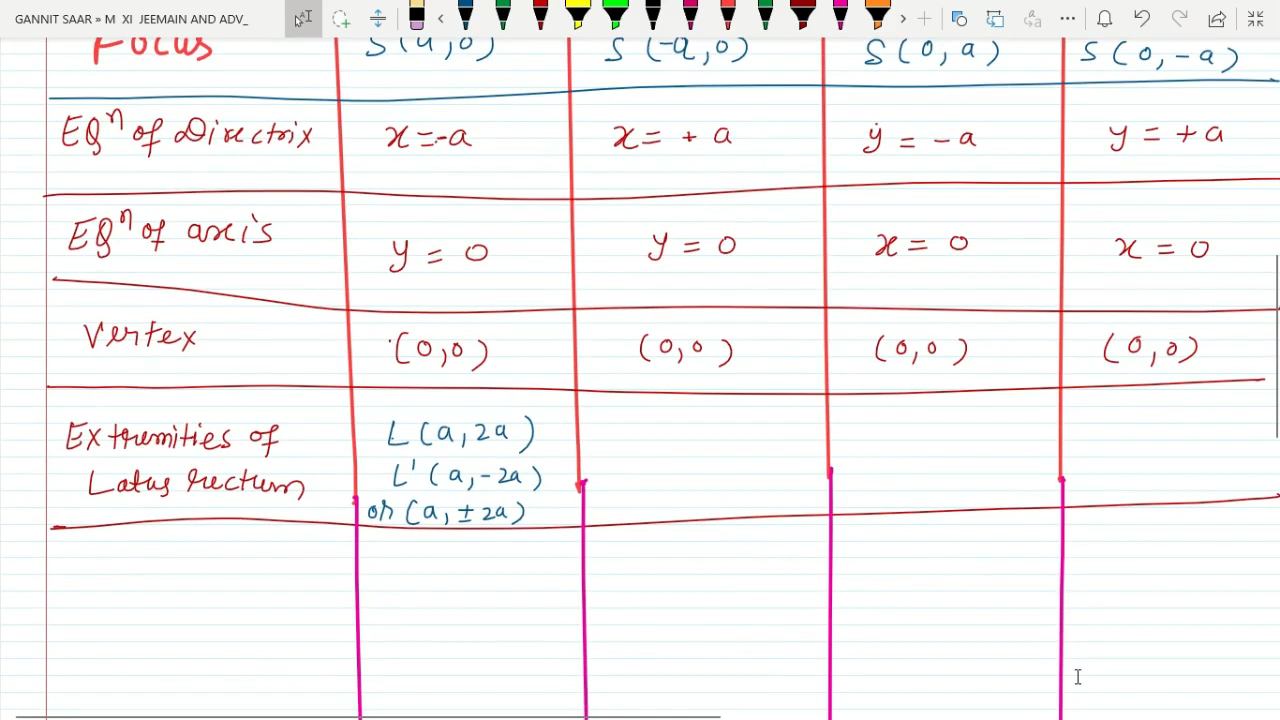 GANNIT SAAR » M XI JEEMAIN AND ADV_
Focus S(a,0) S(-a,0) S(0,a) S(0,-a)
EQⁿ of Directrix x=-a x= +a y = -a y = +a
EQⁿ of axis y = 0 y = 0 x = 0 x = 0
Vertex (0,0) (0,0) (0,0) (0,0)
Extremities of L(a,2a)
Latus rectum L'(a,-2a)
or (a, ±2a)